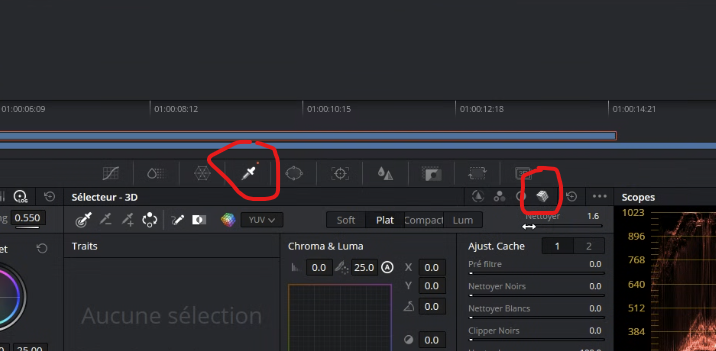 01:00:06:09 01:00:08:12 01:00:10:15 01:00:12:18 01:00:14:21
Sélecteur - 3D Scopes
0.550 YUV Soft Plat Compact Lum Nettoyer 1.6 1023
896
Traits Chroma & Luma Ajust. Cache 1 2
0.0 25.0 A X 0.0 Pré filtre 0.0 768
Y 0.0 Nettoyer Noirs 0.0 640
Aucune sélection 0.0 Nettoyer Blancs 0.0 512
0.0 Clipper Noirs 0.0 384
25.00